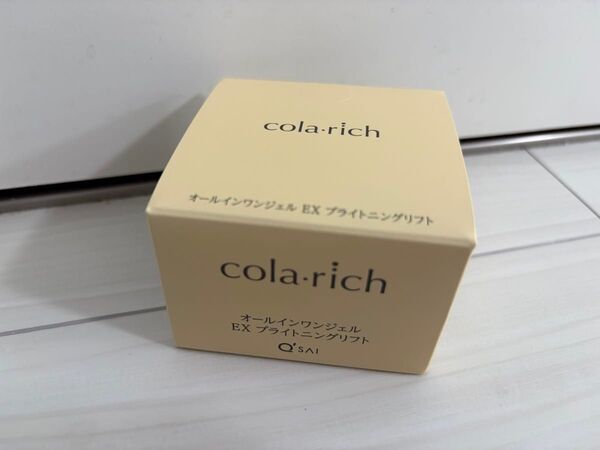 cola·rich
オールインワンジェル EX ブライトニングリフト
cola·rich
オールインワンジェル
EX ブライトニングリフト
Q'SAI